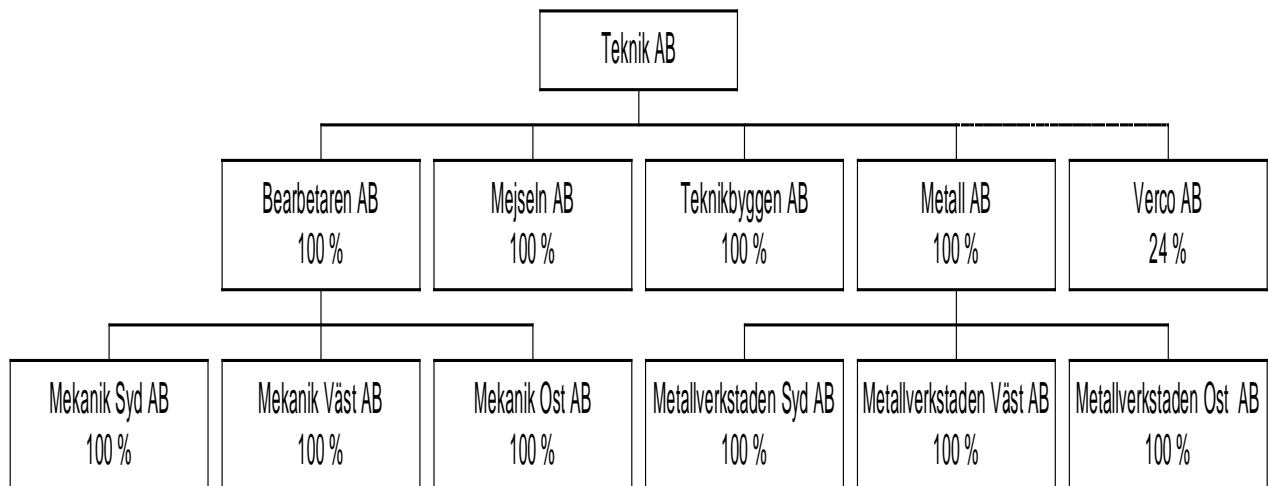 Teknik AB
Bearbetaren AB
100 %
Mejseln AB
100 %
Teknikbyggen AB
100 %
Metall AB
100 %
Verco AB
24 %
Mekanik Syd AB
100 %
Mekanik Väst AB
100 %
Mekanik Ost AB
100 %
Metallverkstaden Syd AB
100 %
Metallverkstaden Väst AB
100 %
Metallverkstaden Ost AB
100 %